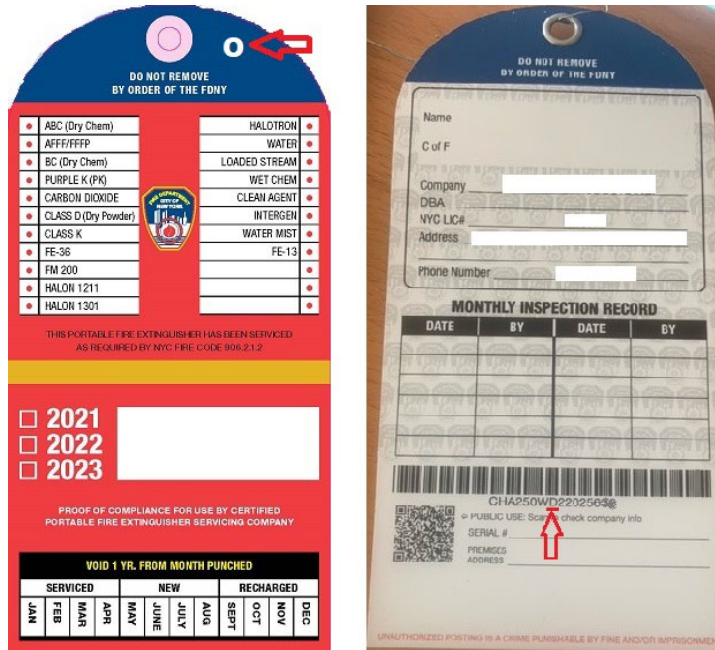 O
DO NOT REMOVE
BY ORDER OF THE FDNY
ABC (Dry Chem)
AFFF/FFFP
BC (Dry Chem)
PURPLE K (PK)
CARBON DIOXIDE
CLASS D (Dry Powder)
CLASS K
FE-36
FM 200
HALON 1211
HALON 1301
HALOTRON
WATER
LOADED STREAM
WET CHEM
CLEAN AGENT
INTERGEN
WATER MIST
FE-13
FIRE DEPARTMENT
CITY OF
NEW YORK
THIS PORTABLE FIRE EXTINGUISHER HAS BEEN SERVICED
AS REQUIRED BY NYC FIRE CODE 906.2.1.2
2021
2022
2023
PROOF OF COMPLIANCE FOR USE BY CERTIFIED
PORTABLE FIRE EXTINGUISHER SERVICING COMPANY
VOID 1 YR. FROM MONTH PUNCHED
SERVICED NEW RECHARGED
JAN FEB MAR APR MAY JUNE JULY AUG SEPT OCT NOV DEC
DO NOT REMOVE
BY ORDER OF THE FDNY
Name
C of F
Company
DBA
NYC LIC#
Address
Phone Number
MONTHLY INSPECTION RECORD
DATE BY DATE BY
PUBLIC USE: Scan check company info
SERIAL #
PREMISES
ADDRESS
UNAUTHORIZED POSTING IS A CRIME PUNISHABLE BY FINE AND/OR IMPRISONMENT